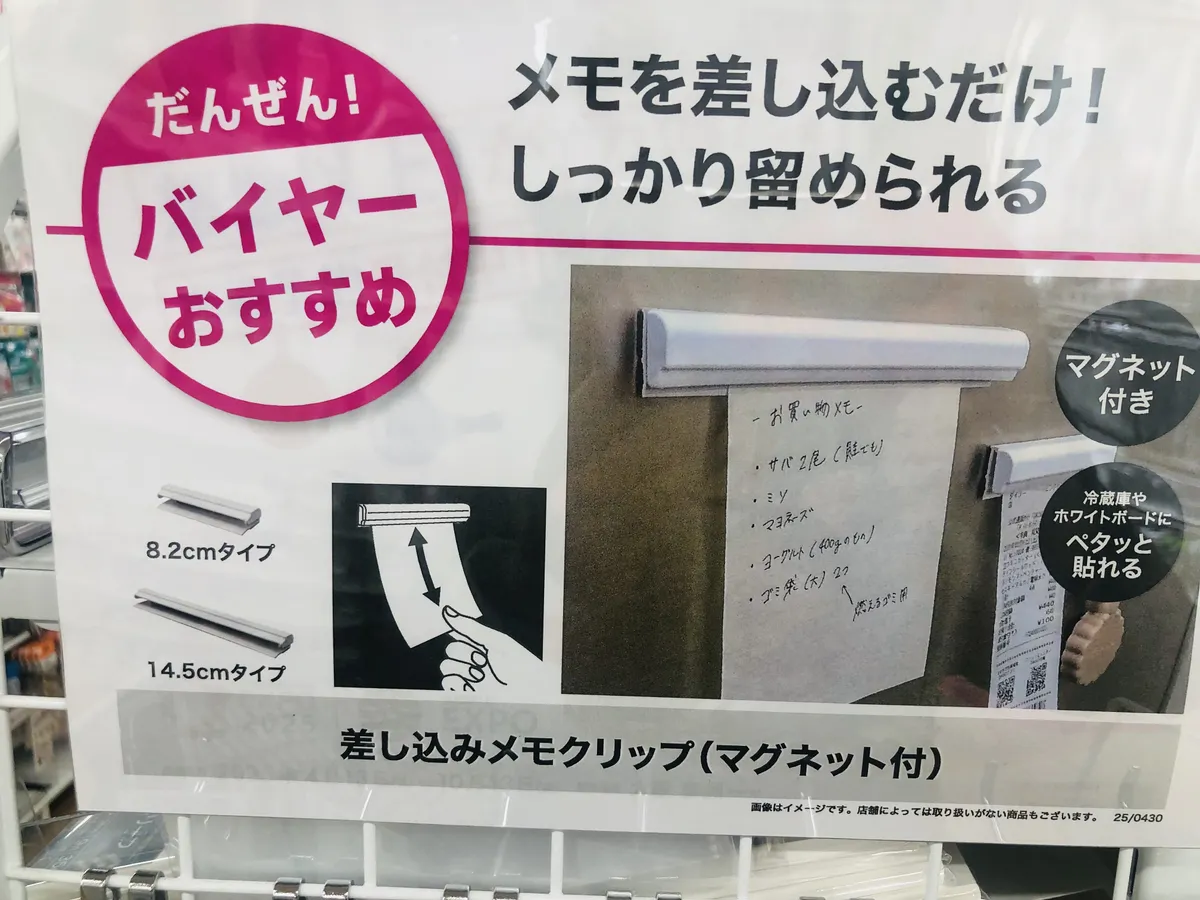 だんぜん!
バイヤー
おすすめ
メモを差し込むだけ!
しっかり留められる
マグネット
付き
冷蔵庫や
ホワイトボードに
ペタッと
貼れる
-お買い物メモ-
・サバ2尾(鮭でも)
・ミソ
・マヨネーズ
・ヨーグルト(400gのもの)
・ゴミ袋(大)2つ
燃えるゴミ用
¥100
8.2cmタイプ
14.5cmタイプ
差し込みメモクリップ(マグネット付)
画像はイメージです。店舗によっては取り扱いがない商品もございます。 25/0430